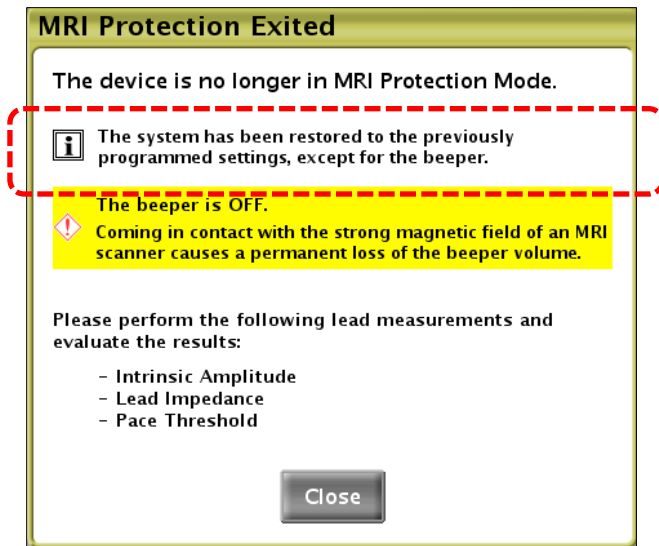 MRI Protection Exited
The device is no longer in MRI Protection Mode.
i
The system has been restored to the previously
programmed settings, except for the beeper.
The beeper is OFF.
!
Coming in contact with the strong magnetic field of an MRI
scanner causes a permanent loss of the beeper volume.
Please perform the following lead measurements and
evaluate the results:
- Intrinsic Amplitude
- Lead Impedance
- Pace Threshold
Close